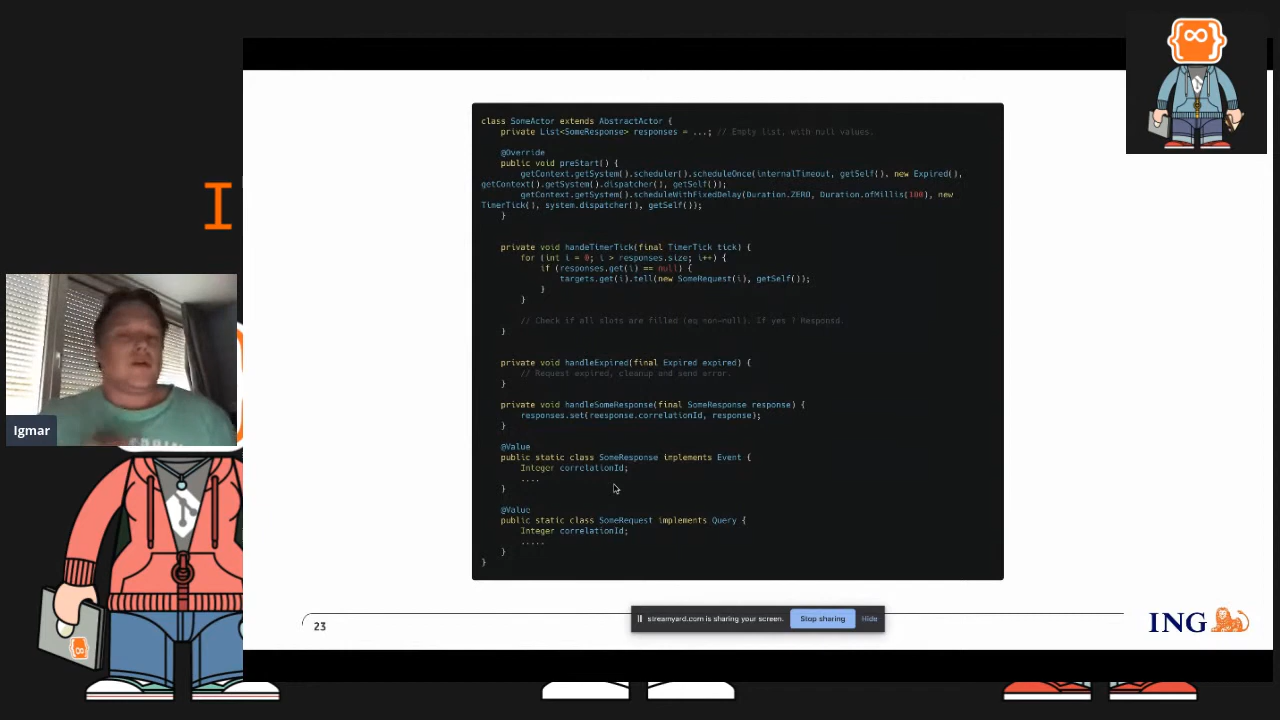 I
class SomeActor extends AbstractActor {
private List<SomeResponse> responses = ...; // Empty list, with null values.
@Override
public void preStart() {
getContext.getSystem().scheduler().scheduleOnce(internalTimeout, getSelf(), new Expired(),
getContext().getSystem().dispatcher(), getSelf());
getContext.getSystem().scheduleWithFixedDelay(Duration.ZERO, Duration.ofMillis(100), new
TimerTick(), system.dispatcher(), getSelf());
}
private void handeTimerTick(final TimerTick tick) {
for (int i = 0; i > responses.size; i++) {
if (responses.get(i) == null) {
targets.get(i).tell(new SomeRequest(i), getSelf());
}
}
// Check if all slots are filled (eq non-null). If yes ? Responsd.
}
private void handleExpired(final Expired expired) {
// Request expired, cleanup and send error.
}
private void handleSomeResponse(final SomeResponse response) {
responses.set(reesponse.correlationId, response);
}
@Value
public static class SomeResponse implements Event {
Integer correlationId;
....
}
@Value
public static class SomeRequest implements Query {
Integer correlationId;
.....
}
}
Igmar
23
streamyard.com is sharing your screen.
Stop sharing
Hide
ING